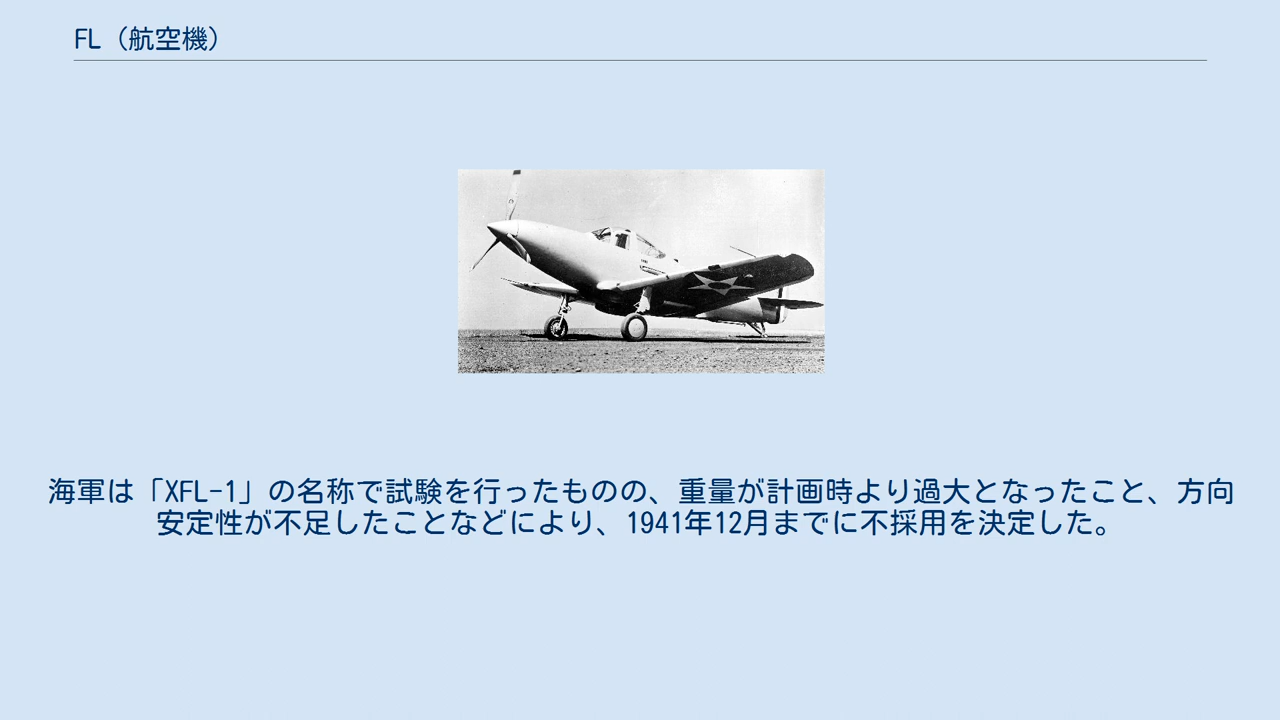 FL（航空機）
海軍は「XFL-1」の名称で試験を行ったものの、重量が計画時より過大となったこと、方向
安定性が不足したことなどにより、1941年12月までに不採用を決定した。